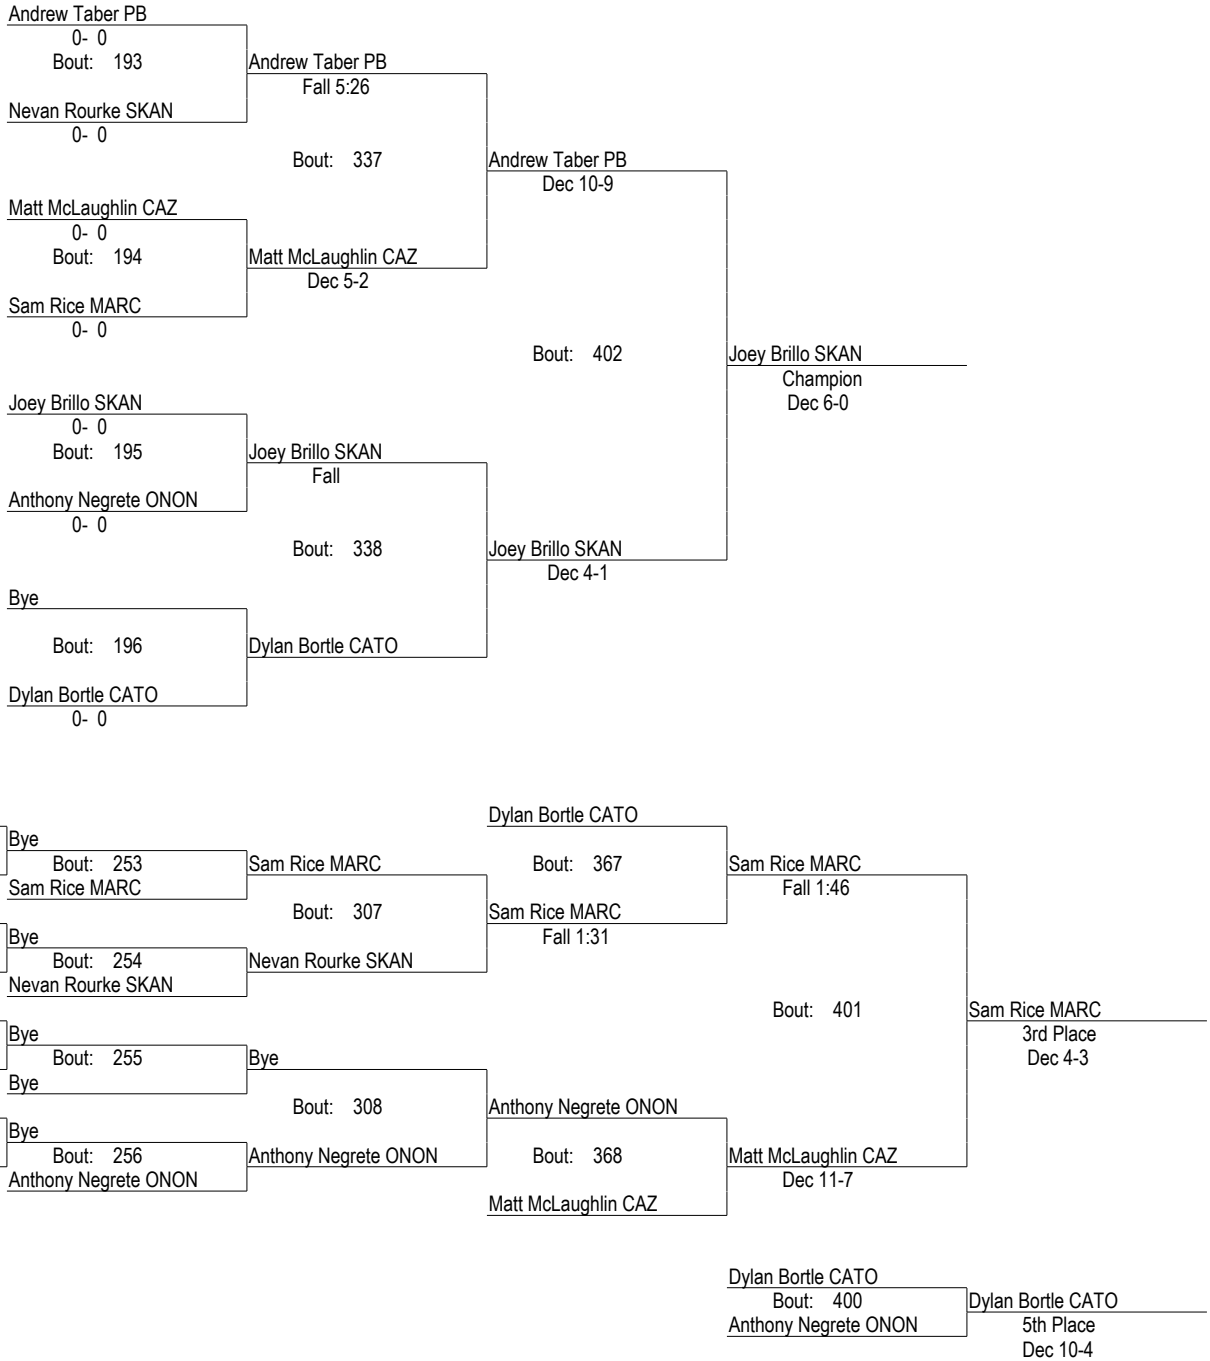 Andrew Taber PB
0- 0
Bout: 193
Andrew Taber PB
Fall 5:26
Nevan Rourke SKAN
0- 0
Bout: 337
Andrew Taber PB
Dec 10-9
Matt McLaughlin CAZ
0- 0
Bout: 194
Matt McLaughlin CAZ
Dec 5-2
Sam Rice MARC
0- 0
Bout: 402
Joey Brillo SKAN
Champion
Dec 6-0
Joey Brillo SKAN
0- 0
Bout: 195
Joey Brillo SKAN
Fall
Anthony Negrete ONON
0- 0
Bout: 338
Joey Brillo SKAN
Dec 4-1
Bye
Bout: 196
Dylan Bortle CATO
Dylan Bortle CATO
0- 0
Dylan Bortle CATO
Bye
Bout: 253
Sam Rice MARC
Bout: 367
Sam Rice MARC
Sam Rice MARC
Fall 1:46
Bout: 307
Sam Rice MARC
Fall 1:31
Bye
Bout: 254
Nevan Rourke SKAN
Nevan Rourke SKAN
Bout: 401
Sam Rice MARC
3rd Place
Dec 4-3
Bye
Bout: 255
Bye
Bye
Bout: 308
Anthony Negrete ONON
Bye
Bout: 256
Anthony Negrete ONON
Bout: 368
Matt McLaughlin CAZ
Dec 11-7
Anthony Negrete ONON
Matt McLaughlin CAZ
Dylan Bortle CATO
Bout: 400
Dylan Bortle CATO
Anthony Negrete ONON
5th Place
Dec 10-4